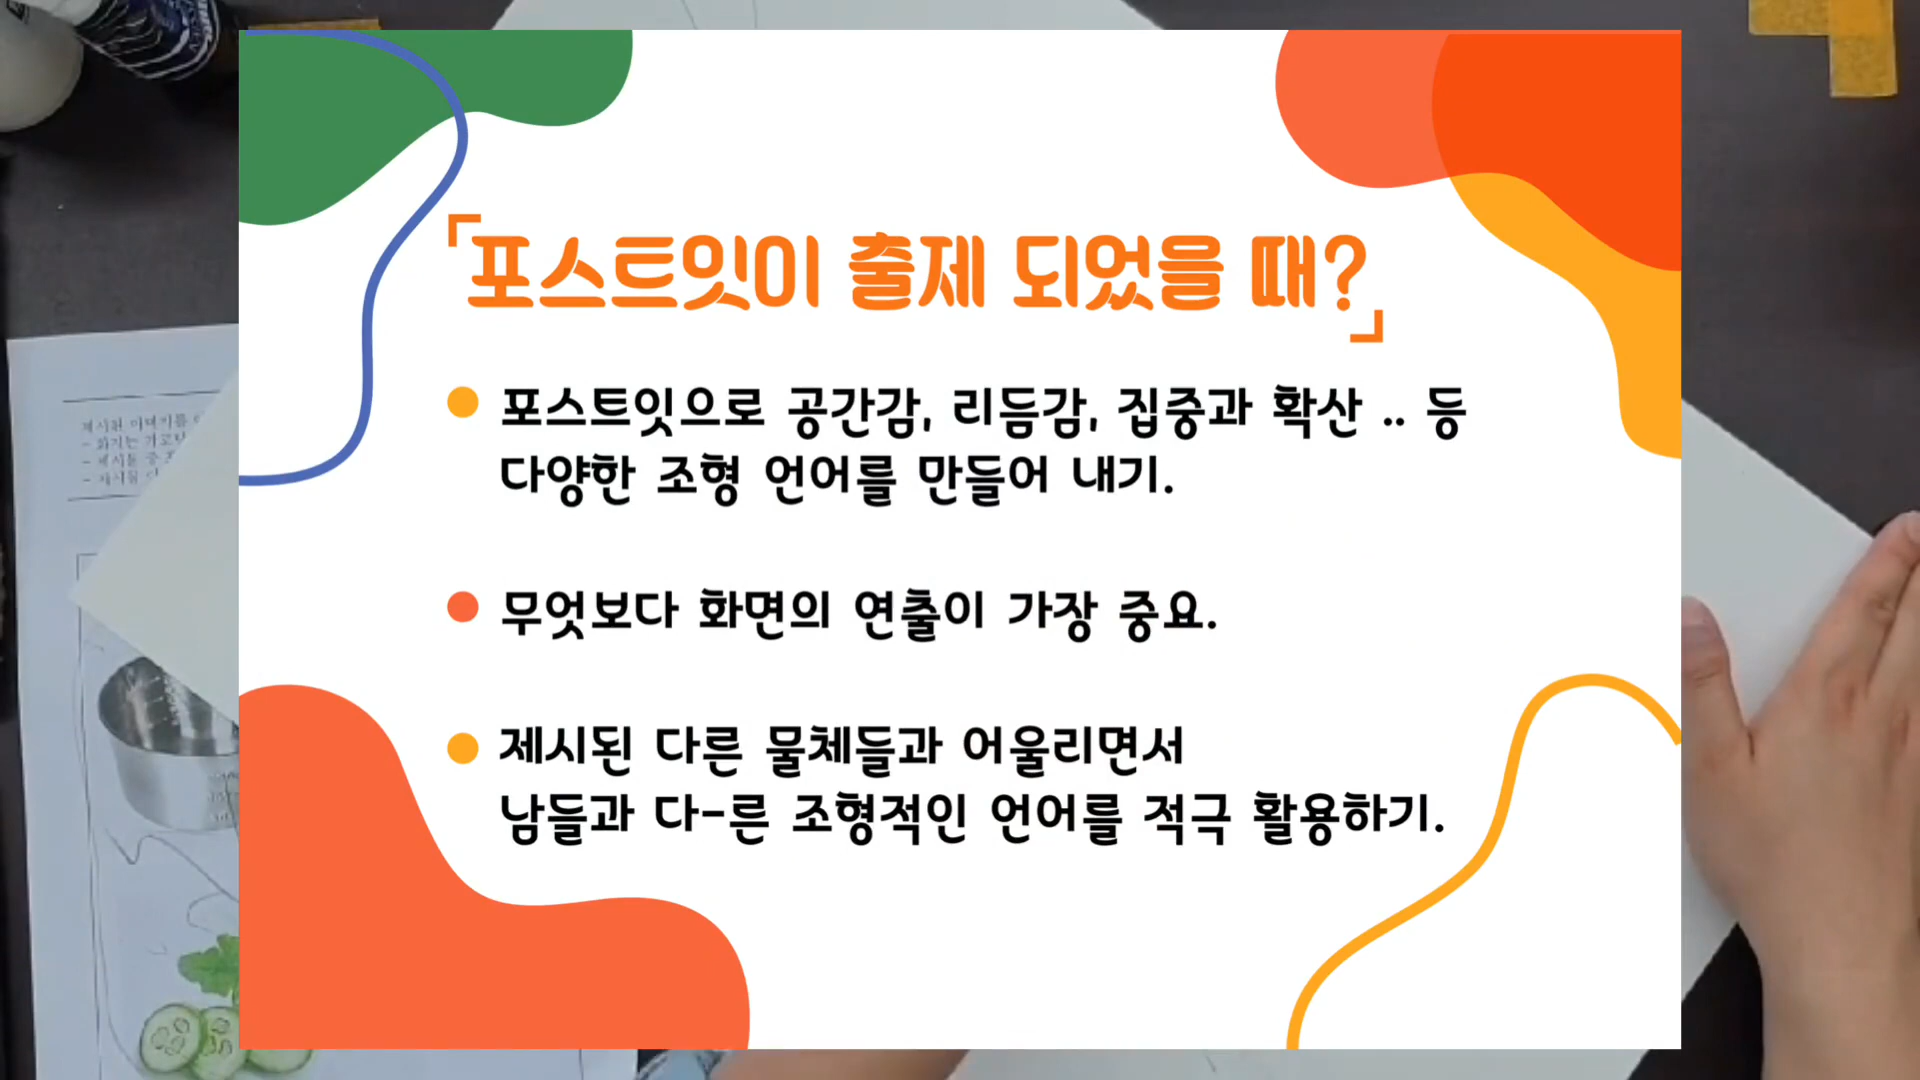 「포스트잇이 출제 되었을 때?」
포스트잇으로 공간감, 리듬감, 집중과 확산 .. 등
다양한 조형 언어를 만들어 내기.
무엇보다 화면의 연출이 가장 중요.
제시된 다른 물체들과 어울리면서
남들과 다-른 조형적인 언어를 적극 활용하기.